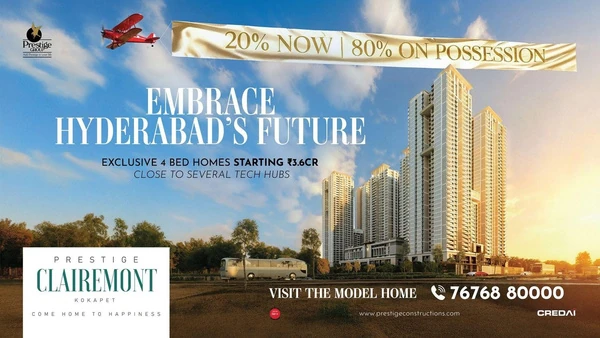 Prestige
GROUP
20% NOW | 80% ON POSSESSION
EMBRACE
HYDERABAD'S FUTURE
EXCLUSIVE 4 BED HOMES STARTING ₹3.6CR
CLOSE TO SEVERAL TECH HUBS
PRESTIGE
CLAIREMONT
KOKAPET
COME HOME TO HAPPINESS
VISIT THE MODEL HOME 76768 80000
www.prestigeconstructions.com
CREDAI